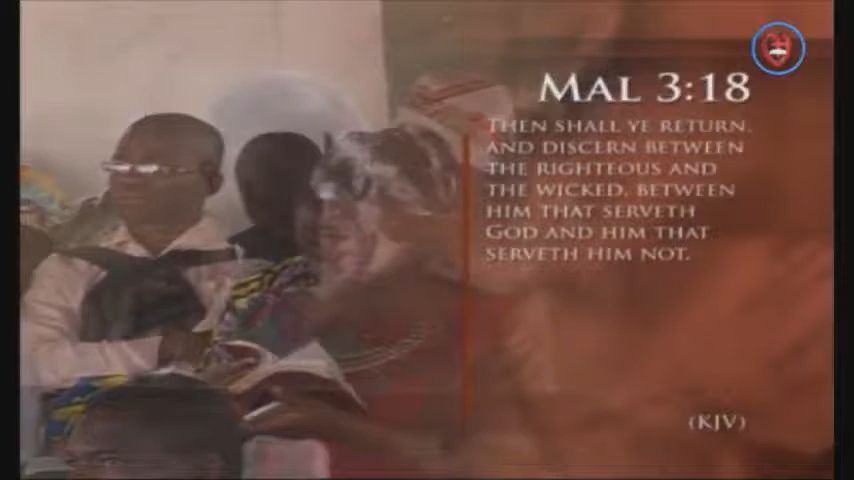 MAL 3:18
THEN SHALL YE RETURN,
AND DISCERN BETWEEN
THE RIGHTEOUS AND
THE WICKED, BETWEEN
HIM THAT SERVETH
GOD AND HIM THAT
SERVETH HIM NOT.
(KJV)